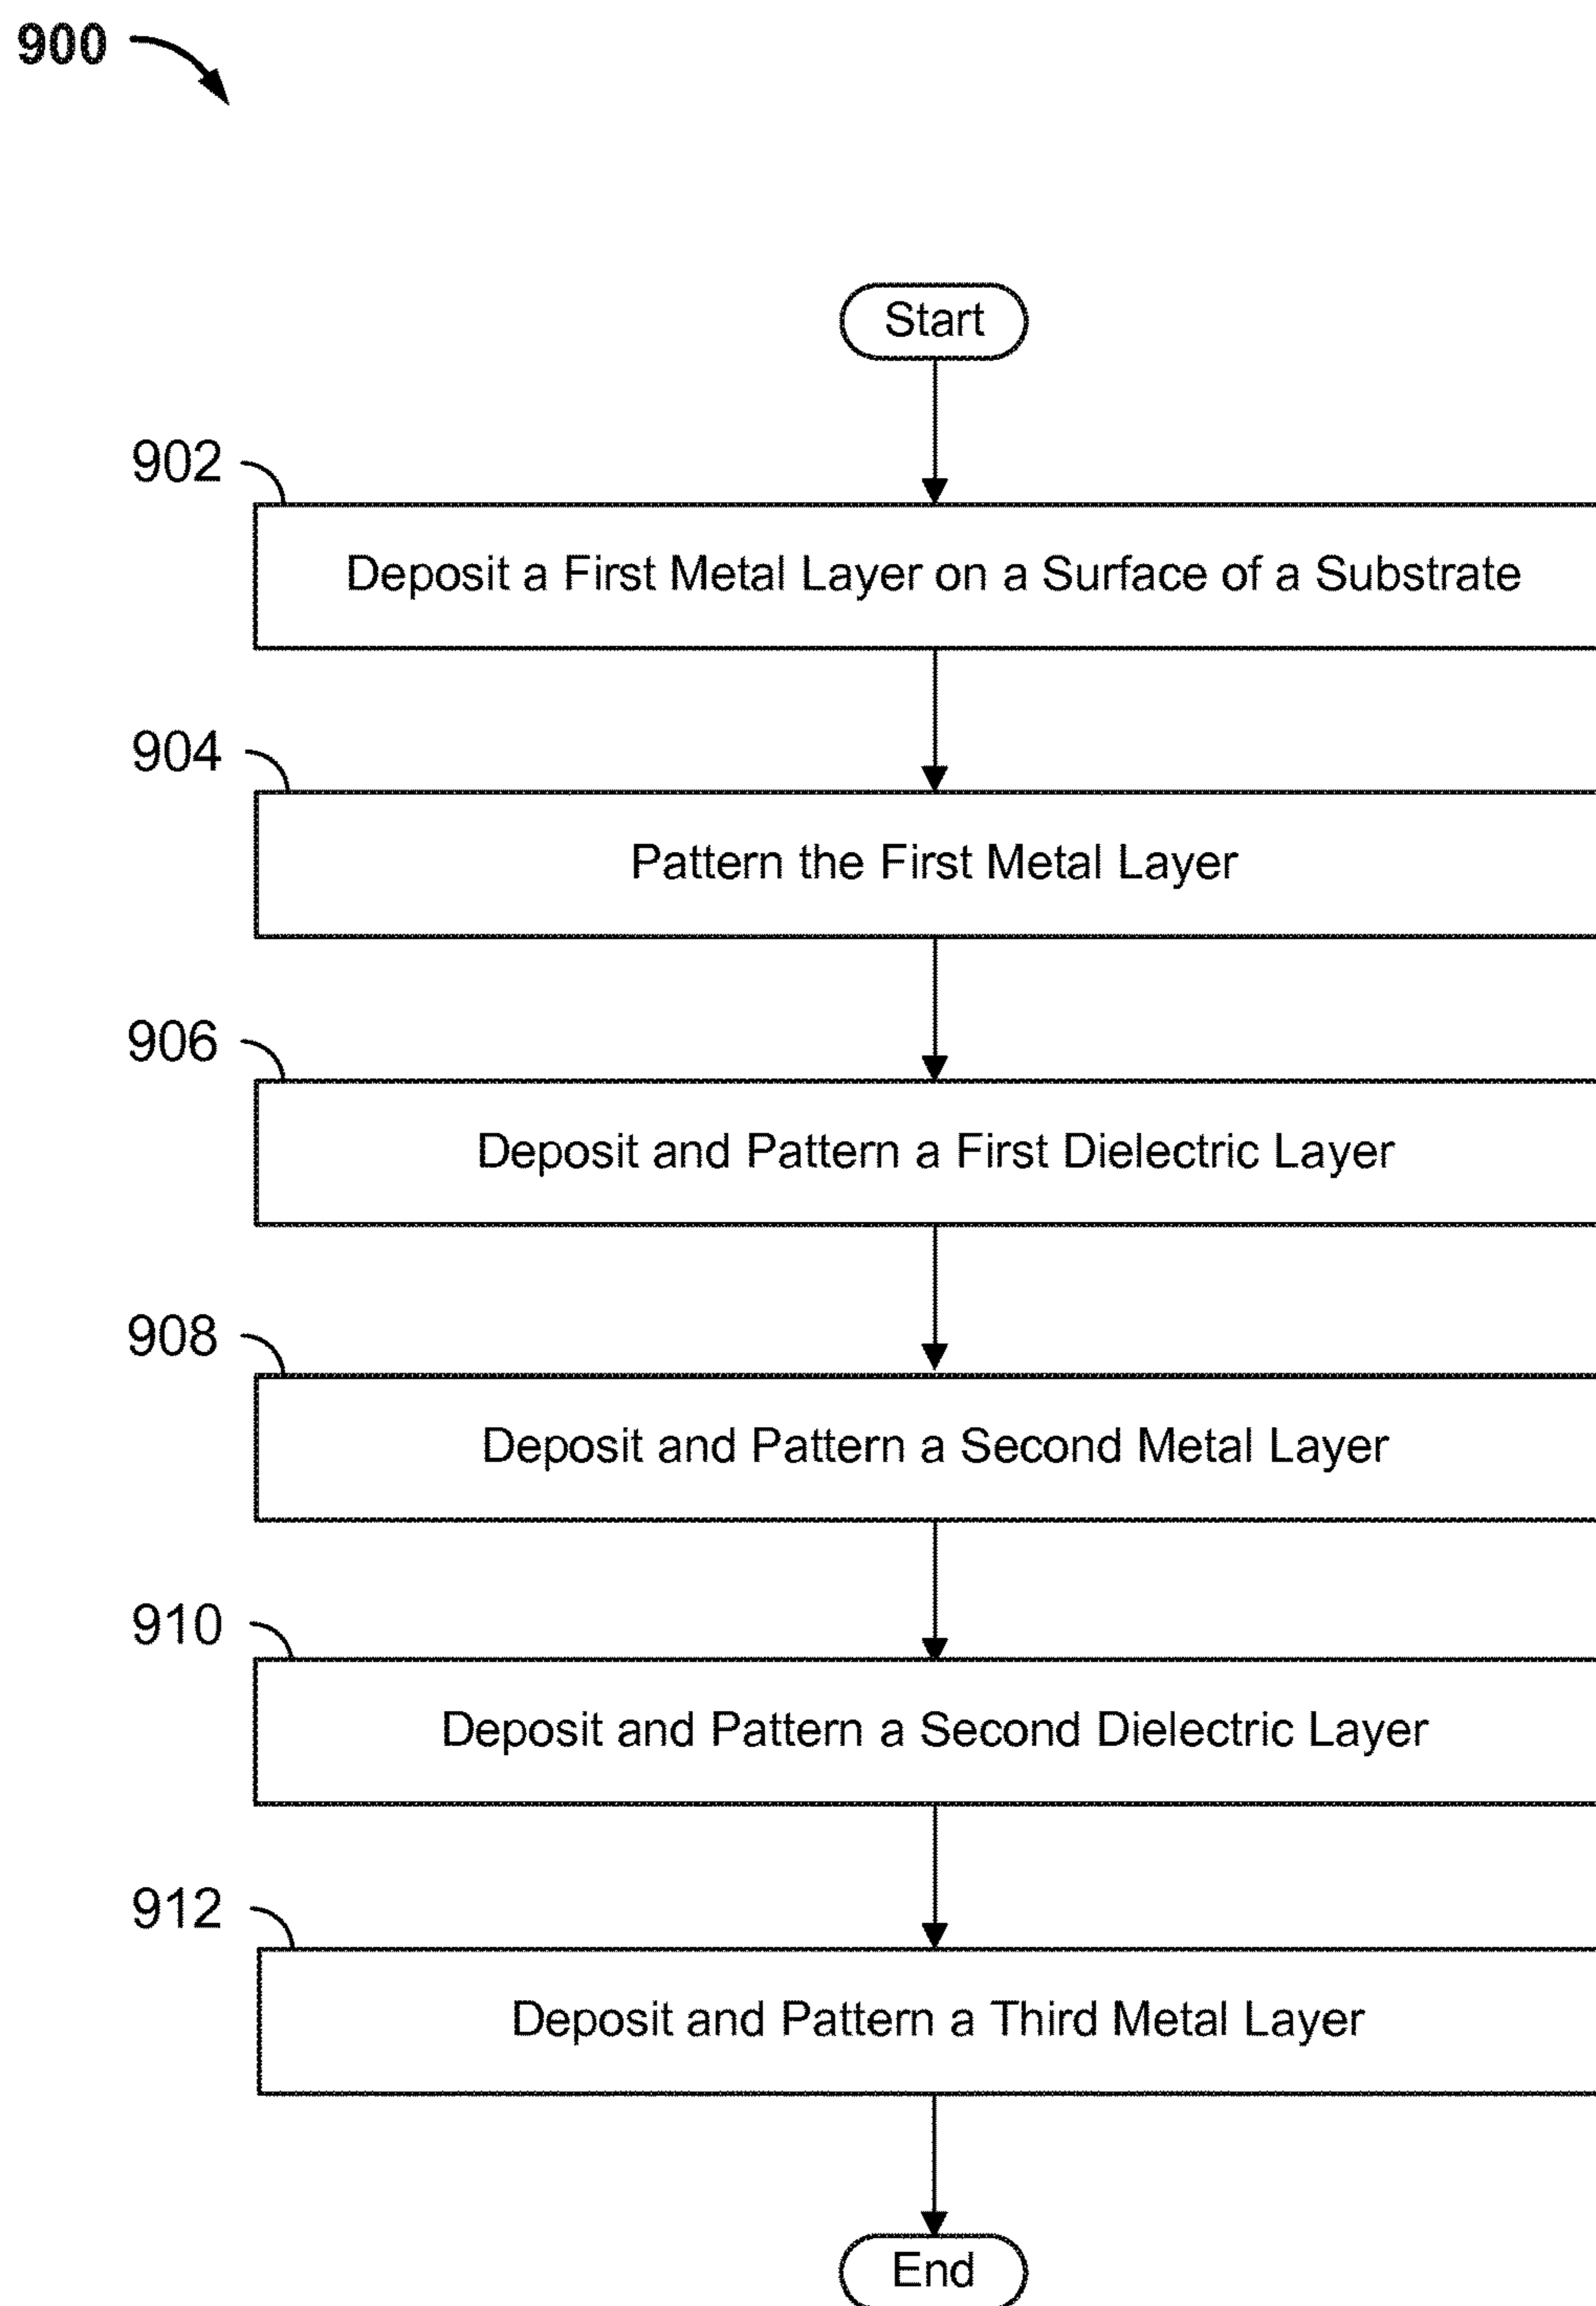 900
Start
902
Deposit a First Metal Layer on a Surface of a Substrate
904
Pattern the First Metal Layer
906
Deposit and Pattern a First Dielectric Layer
908
Deposit and Pattern a Second Metal Layer
910
Deposit and Pattern a Second Dielectric Layer
912
Deposit and Pattern a Third Metal Layer
End